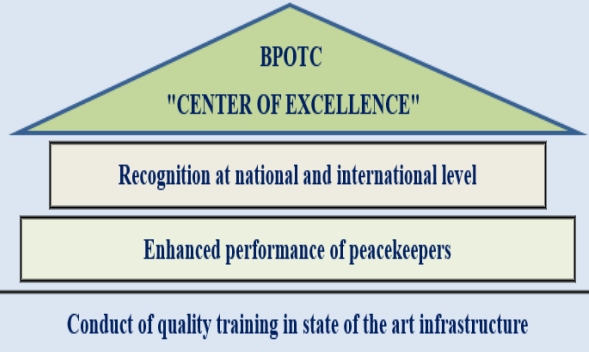 BPOTC
"CENTER OF EXCELLENCE"
Recognition at national and international level
Enhanced performance of peacekeepers
Conduct of quality training in state of the art infrastructure